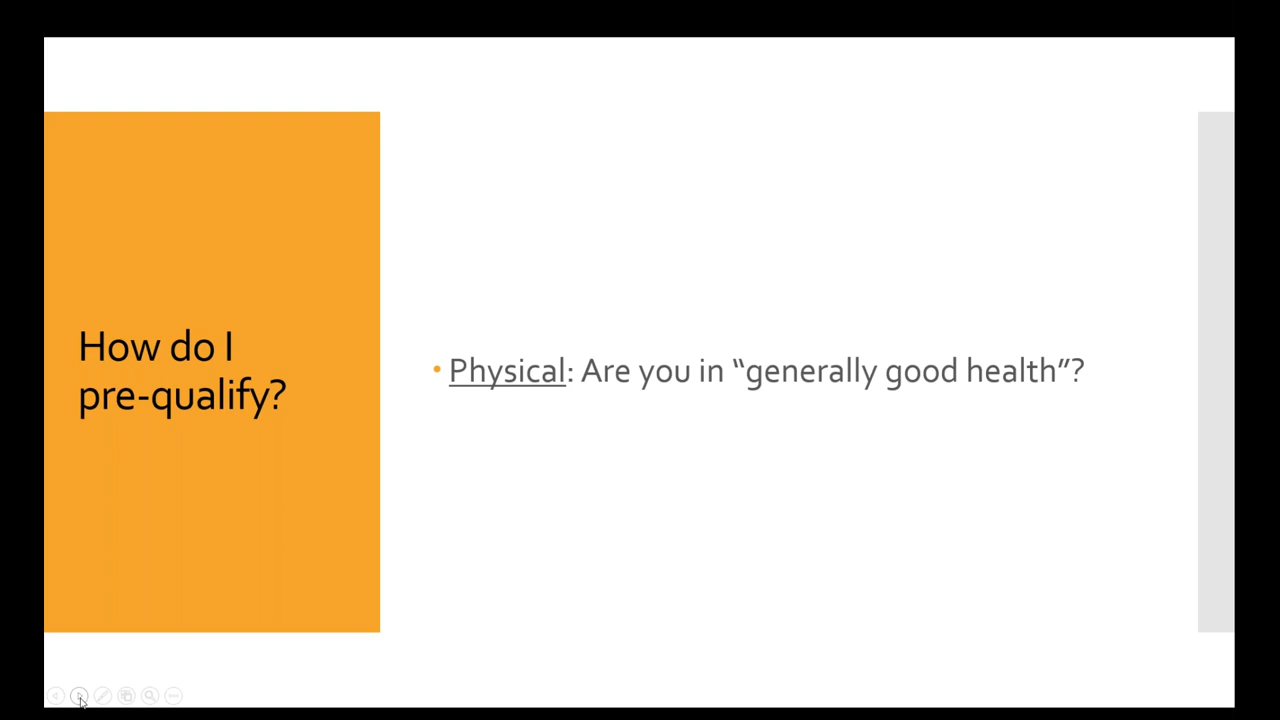 How do I
pre-qualify?
• Physical: Are you in “generally good health”?